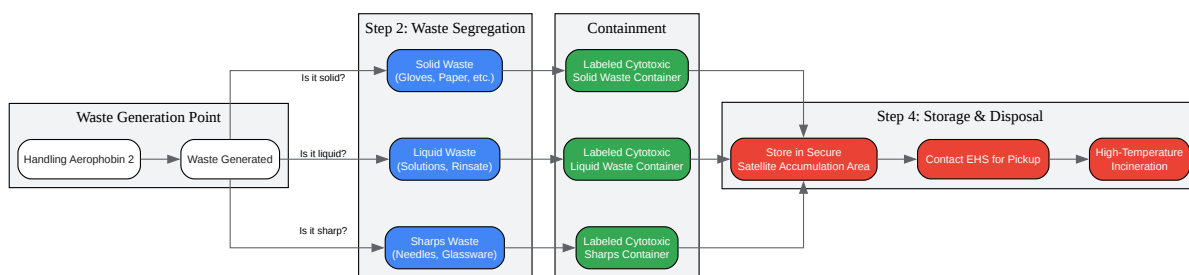 Step 2: Waste Segregation
Containment
Is it solid?
Solid Waste
(Gloves, Paper, etc.)
Labeled Cytotoxic
Solid Waste Container
Waste Generation Point
Step 4: Storage & Disposal
Handling Aerophobin 2
Waste Generated
Is it liquid?
Liquid Waste
(Solutions, Rinsate)
Labeled Cytotoxic
Liquid Waste Container
Store in Secure
Satellite Accumulation Area
Contact EHS for Pickup
High-Temperature
Incineration
Is it sharp?
Sharps Waste
(Needles, Glassware)
Labeled Cytotoxic
Sharps Container